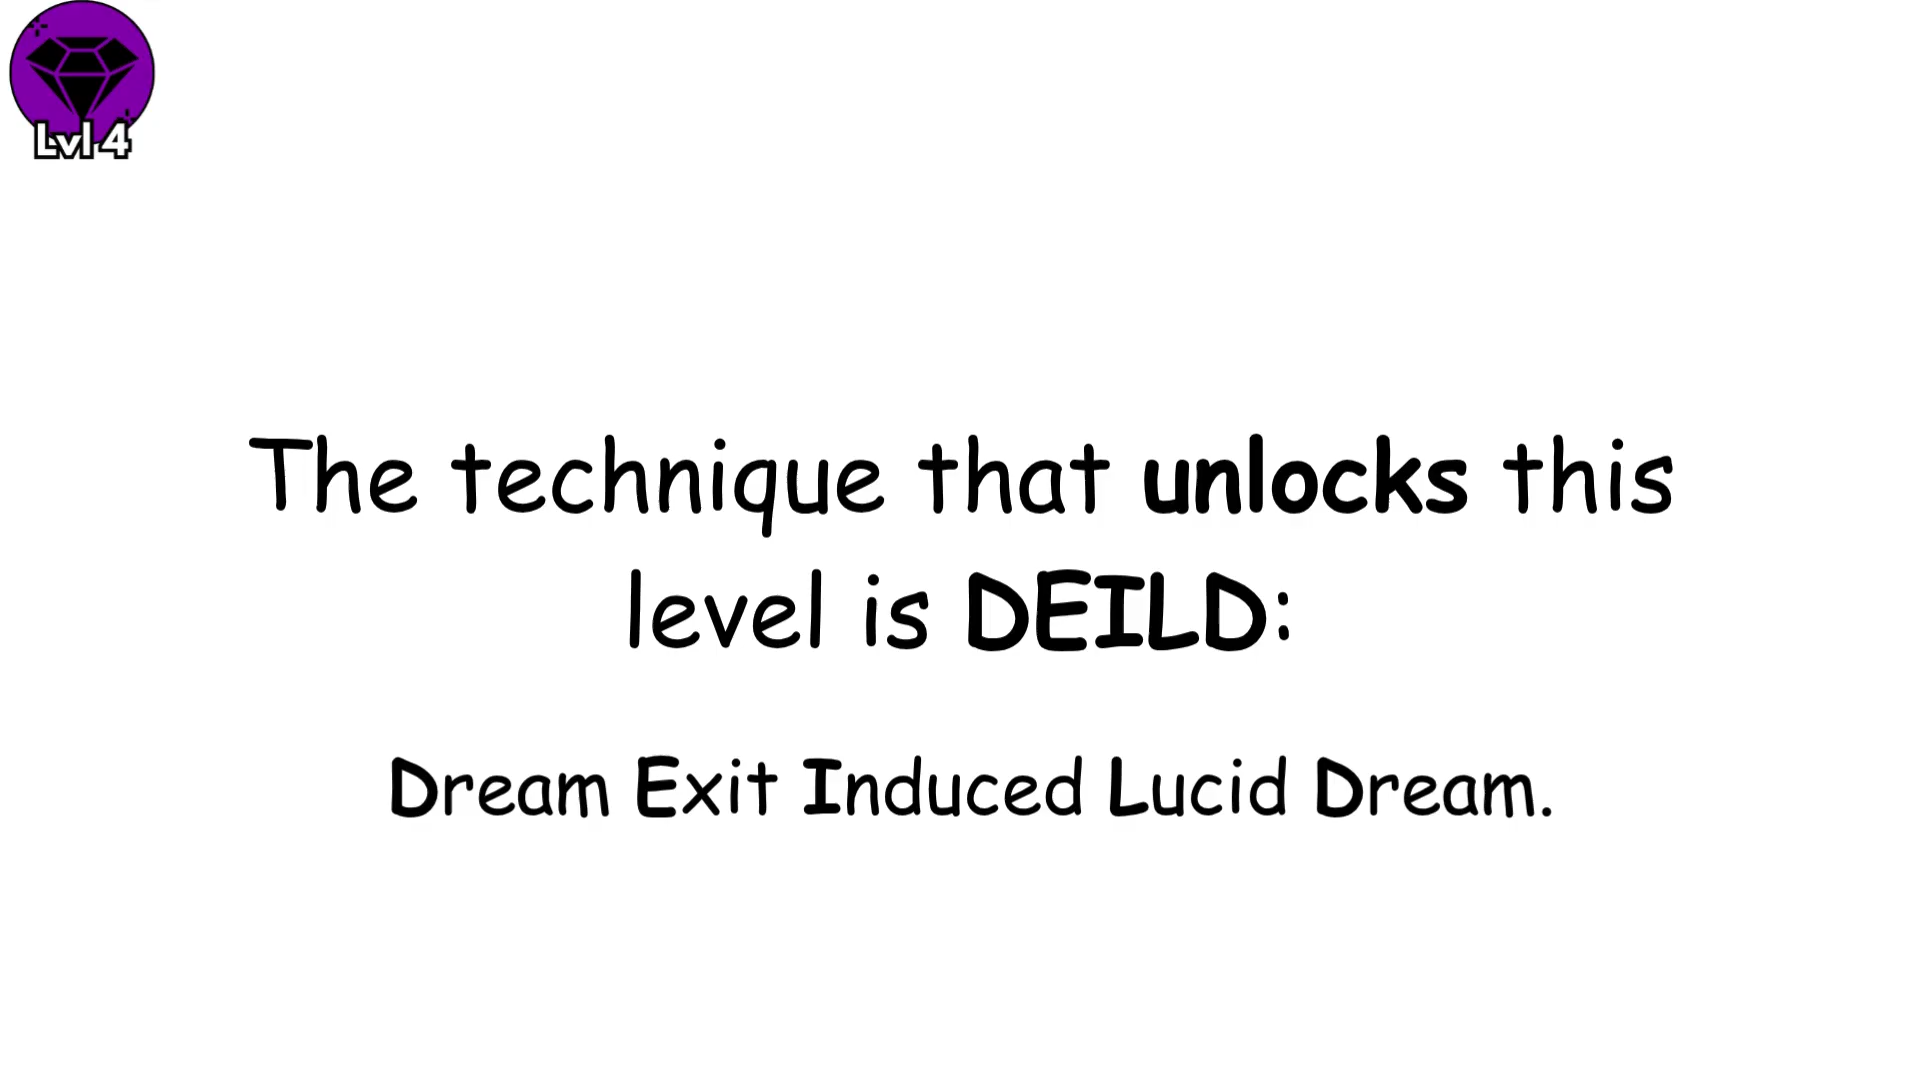 Lvl 4
The technique that unlocks this
level is DEILD:
Dream Exit Induced Lucid Dream.